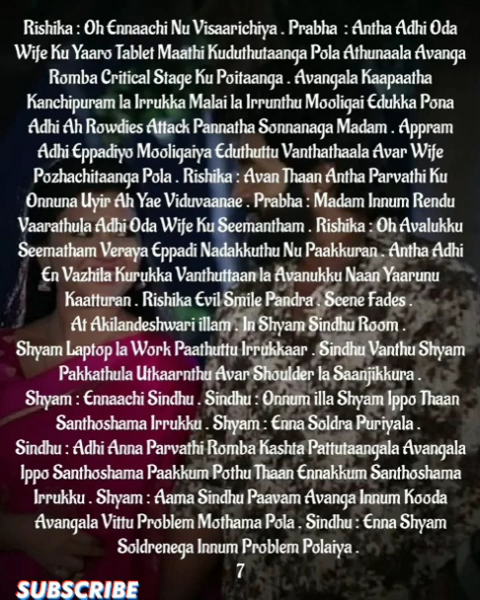 Rishika : Oh Ennaachi Nu Visaarichiya . Prabha : Antha Adhi Oda
Wife Ku Yaaro Tablet Maathi Kuduthutaanga Pola Athunaala Avanga
Romba Critical Stage Ku Poitaanga . Avangala Kaapaatha
Kanchipuram la Irrukka Malai la Irrunthu Mooligai Edukka Pona
Adhi Ah Rowdies Attack Pannatha Sonnanaga Madam . Appram
Adhi Eppadiyo Mooligaiya Eduthuttu Vanthathaala Avar Wife
Pozhachitaanga Pola . Rishika : Avan Thaan Antha Parvathi Ku
Onnuna Uyir Ah Yae Viduvaanae . Prabha : Madam Innum Rendu
Vaarathula Adhi Oda Wife Ku Seemantham . Rishika : Oh Avalukku
Seematham Veraya Eppadi Nadakkuthu Nu Paakkuran . Antha Adhi
En Vazhila Kurukka Vanthuttaan la Avanukku Naan Yaarunu
Kaatturan . Rishika Evil Smile Pandra . Scene Fades .
At Akilandeshwari illam . In Shyam Sindhu Room .
Shyam Laptop la Work Paathuttu Irrukkaar . Sindhu Vanthu Shyam
Pakkathula Utkaarnthu Avar Shoulder la Saanjikkura .
Shyam : Ennaachi Sindhu . Sindhu : Onnum illa Shyam Ippo Thaan
Santhoshama Irrukku . Shyam : Enna Soldra Puriyala .
Sindhu : Adhi Anna Parvathi Romba Kashta Pattutaangala Avangala
Ippo Santhoshama Paakkum Pothu Thaan Ennakkum Santhoshama
Irrukku . Shyam : Aama Sindhu Paavam Avanga Innum Kooda
Avangala Vittu Problem Mothama Pola . Sindhu : Enna Shyam
Soldrenega Innum Problem Polaiya .
7
SUBSCRIBE